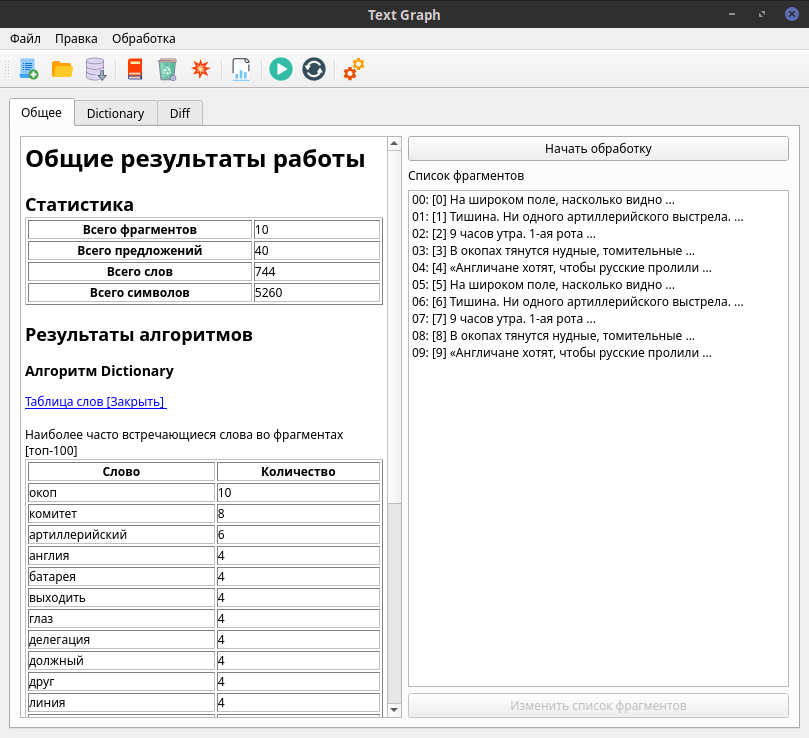 Text Graph
Файл Правка Обработка
Общее Dictionary Diff
Общие результаты работы
Статистика
Всего фрагментов 10
Всего предложений 40
Всего слов 744
Всего символов 5260
Результаты алгоритмов
Алгоритм Dictionary
Таблица слов [Закрыть]
Наиболее часто встречающиеся слова во фрагментах
[топ-100]
Слово Количество
окоп 10
комитет 8
артиллерийский 6
англия 4
батарея 4
выходить 4
глаз 4
делегация 4
должный 4
друг 4
линия 4
Начать обработку
Список фрагментов
00: [0] На широком поле, насколько видно ...
01: [1] Тишина. Ни одного артиллерийского выстрела. ...
02: [2] 9 часов утра. 1-ая рота ...
03: [3] В окопах тянутся нудные, томительные ...
04: [4] «Англичане хотят, чтобы русские пролили ...
05: [5] На широком поле, насколько видно ...
06: [6] Тишина. Ни одного артиллерийского выстрела. ...
07: [7] 9 часов утра. 1-ая рота ...
08: [8] В окопах тянутся нудные, томительные ...
09: [9] «Англичане хотят, чтобы русские пролили ...
Изменить список фрагментов